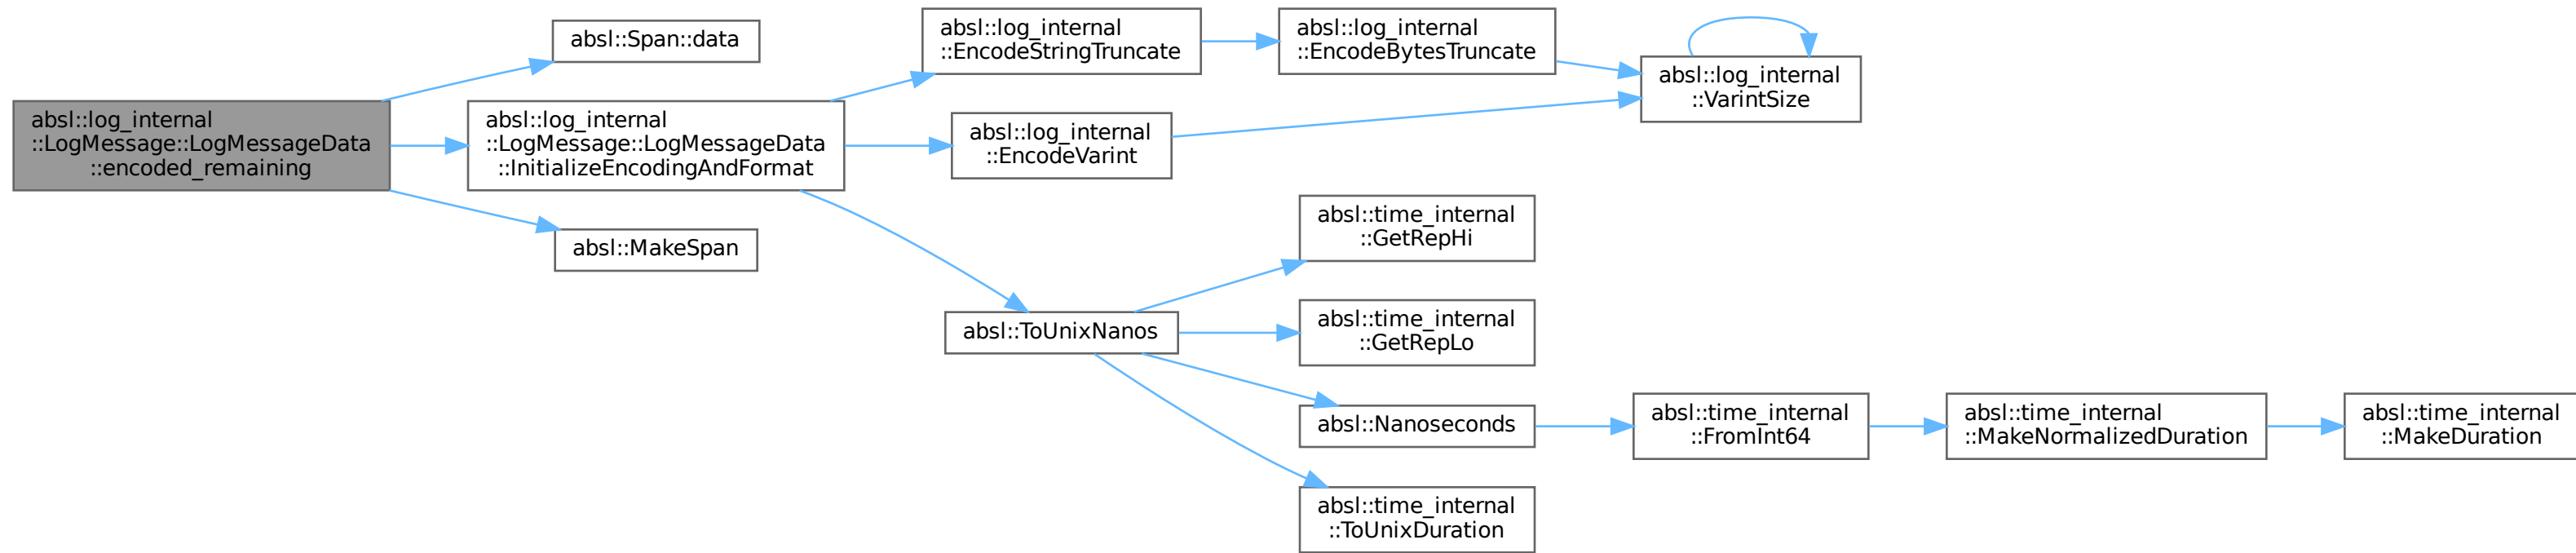 absl::log_internal
::LogMessage::LogMessageData
::encoded_remaining
absl::Span::data
absl::log_internal
::LogMessage::LogMessageData
::InitializeEncodingAndFormat
absl::MakeSpan
absl::log_internal
::EncodeStringTruncate
absl::log_internal
::EncodeBytesTruncate
absl::log_internal
::VarintSize
absl::log_internal
::EncodeVarint
absl::ToUnixNanos
absl::time_internal
::GetRepHi
absl::time_internal
::GetRepLo
absl::Nanoseconds
absl::time_internal
::FromInt64
absl::time_internal
::MakeNormalizedDuration
absl::time_internal
::MakeDuration
absl::time_internal
::ToUnixDuration